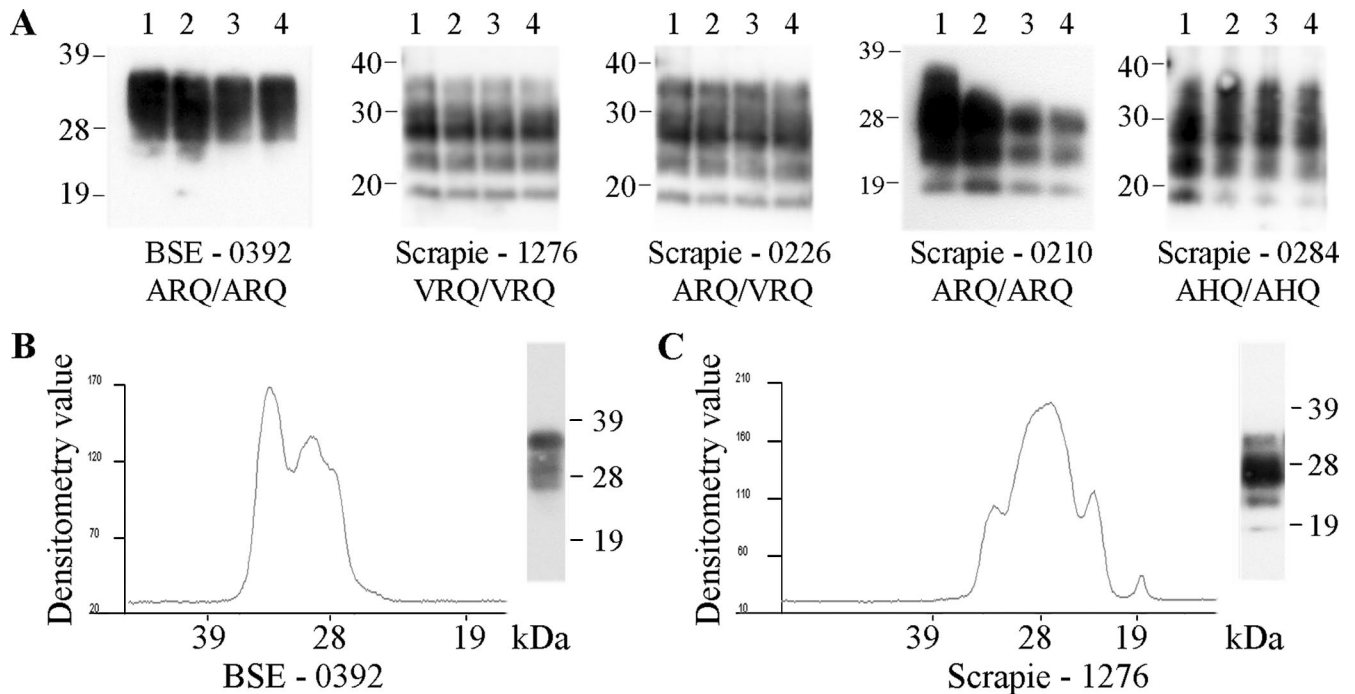 A
1 2 3 4
39
28
19
BSE - 0392
ARQ/ARQ
1 2 3 4
40
30
20
Scrapie - 1276
VRQ/VRQ
1 2 3 4
40
30
20
Scrapie - 0226
ARQ/VRQ
1 2 3 4
39
28
19
Scrapie - 0210
ARQ/ARQ
1 2 3 4
40
30
20
Scrapie - 0284
AHQ/AHQ
B
Densitometry value
170
120
70
20
39 28 19 kDa
BSE - 0392
39
28
19
C
Densitometry value
210
160
110
60
10
39 28 19 kDa
Scrapie - 1276
39
28
19